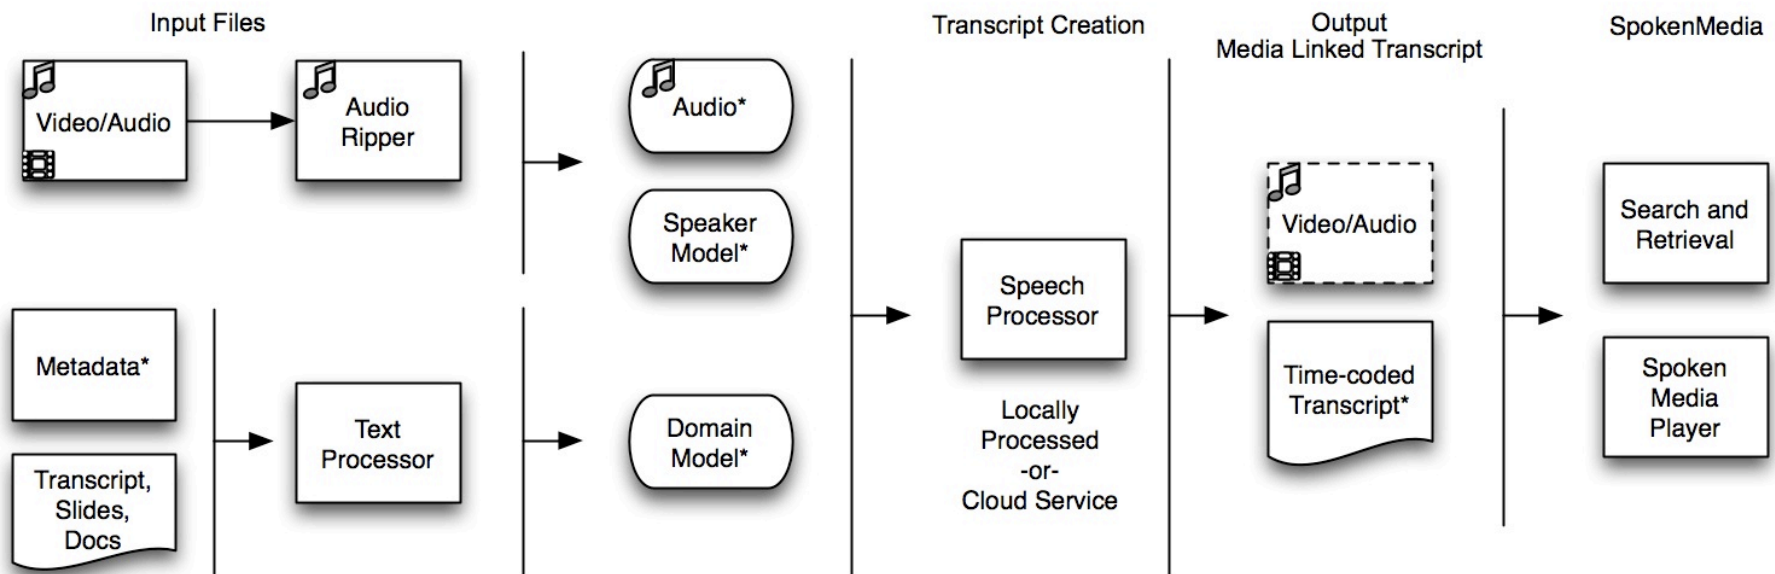 Input Files
Transcript Creation
Output
Media Linked Transcript
SpokenMedia
Video/Audio
Audio
Ripper
Audio*
Speaker
Model*
Metadata*
Transcript,
Slides,
Docs
Text
Processor
Domain
Model*
Speech
Processor
Locally
Processed
-or-
Cloud Service
Video/Audio
Time-coded
Transcript*
Search and
Retrieval
Spoken
Media
Player